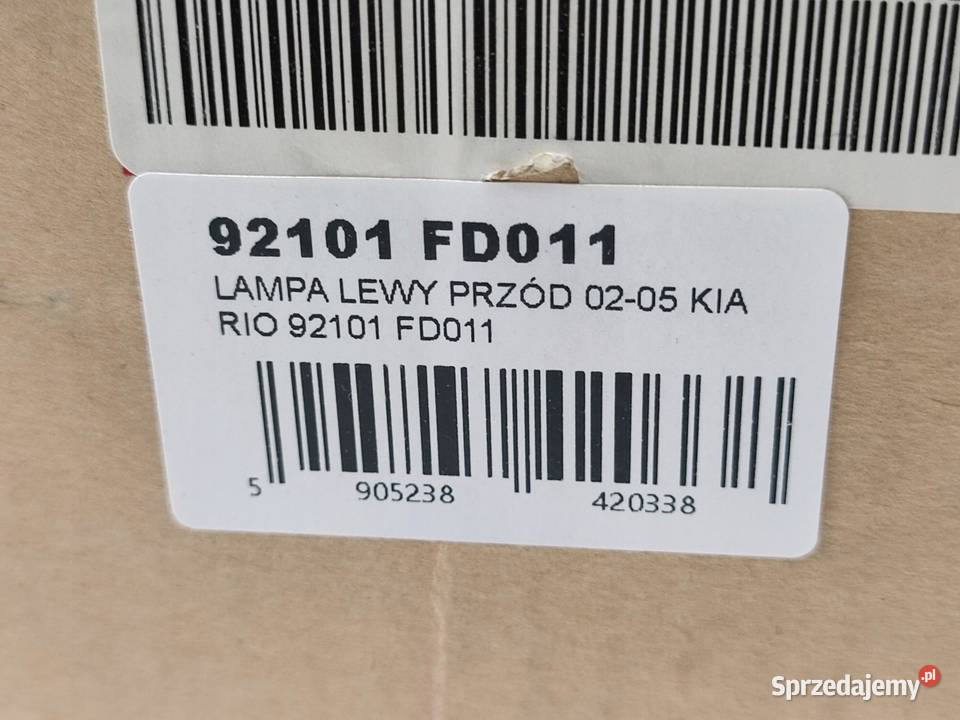 92101 FD011
LAMPA LEWY PRZÓD 02-05 KIA
RIO 92101 FD011
5 905238 420338
Sprzedajemy.pl